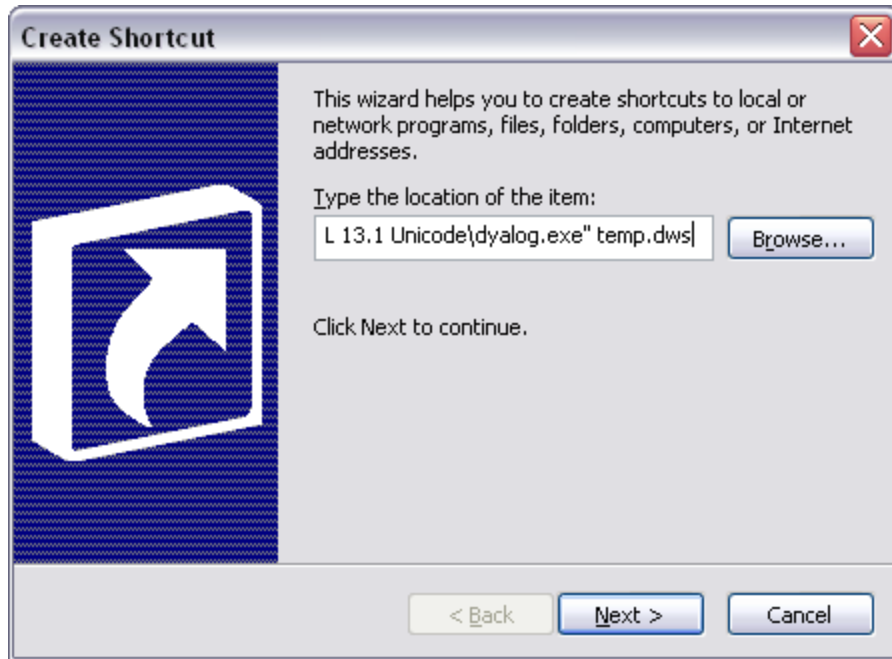 Create Shortcut
This wizard helps you to create shortcuts to local or
network programs, files, folders, computers, or Internet
addresses.
Type the location of the item:
L 13.1 Unicode\dyalog.exe" temp.dws
Browse...
Click Next to continue.
< Back
Next >
Cancel